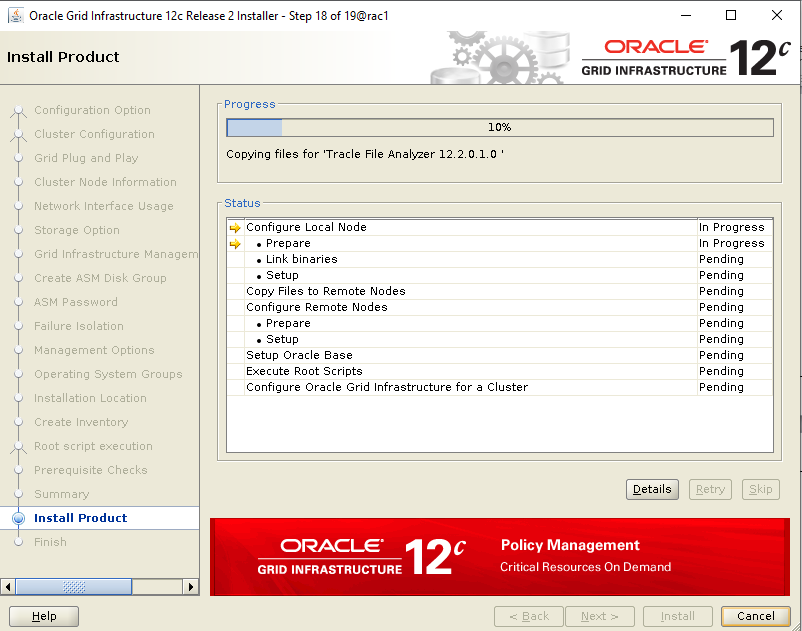 Oracle Grid Infrastructure 12c Release 2 Installer - Step 18 of 19@rac1
Install Product
ORACLE
GRID INFRASTRUCTURE
12c
Configuration Option
Cluster Configuration
Grid Plug and Play
Cluster Node Information
Network Interface Usage
Storage Option
Grid Infrastructure Managem
Create ASM Disk Group
ASM Password
Failure Isolation
Management Options
Operating System Groups
Installation Location
Create Inventory
Root script execution
Prerequisite Checks
Summary
Install Product
Finish
Progress
10%
Copying files for 'Tracle File Analyzer 12.2.0.1.0 '
Status
Configure Local Node In Progress
• Prepare In Progress
• Link binaries Pending
• Setup Pending
Copy Files to Remote Nodes Pending
Configure Remote Nodes Pending
• Prepare Pending
• Setup Pending
Setup Oracle Base Pending
Execute Root Scripts Pending
Configure Oracle Grid Infrastructure for a Cluster Pending
Details Retry Skip
ORACLE
GRID INFRASTRUCTURE
12c
Policy Management
Critical Resources On Demand
Help < Back Next > Install Cancel